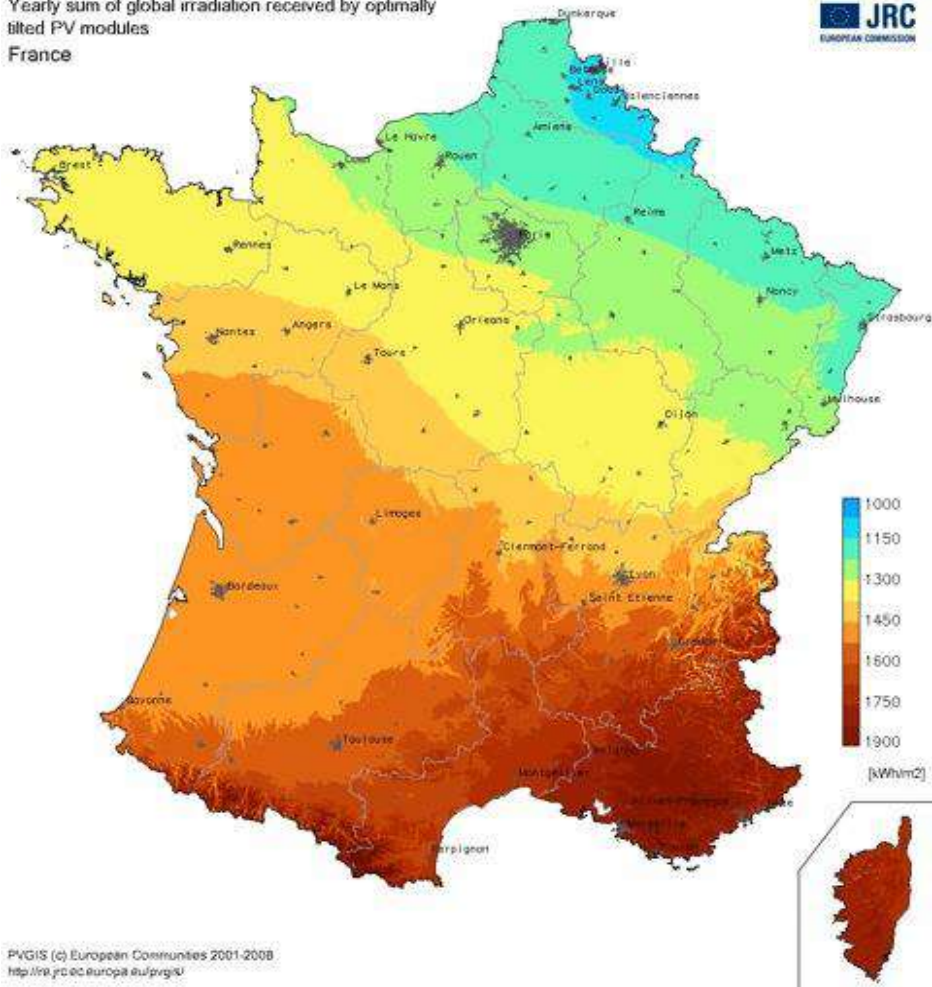 Yearly sum of global irradiation received by optimally
tilted PV modules
France
JRC
EUROPEAN COMMISSION
Dunkerque
Lille
Lens
Valenciennes
Amiens
Le Havre
Rouen
Brest
Reims
Metz
Rennes
Nancy
Le Mans
Strasbourg
Orleans
Nantes
Angers
Tours
Mulhouse
Dijon
Limoges
Clermont-Ferrand
Lyon
Bordeaux
Saint Etienne
Bayonne
Toulouse
Montpellier
Perpignan
1000
1150
1300
1450
1600
1750
1900
[kWh/m2]
PVGIS (c) European Communities 2001-2008
http://re.jrc.ec.europa.eu/pvgis/